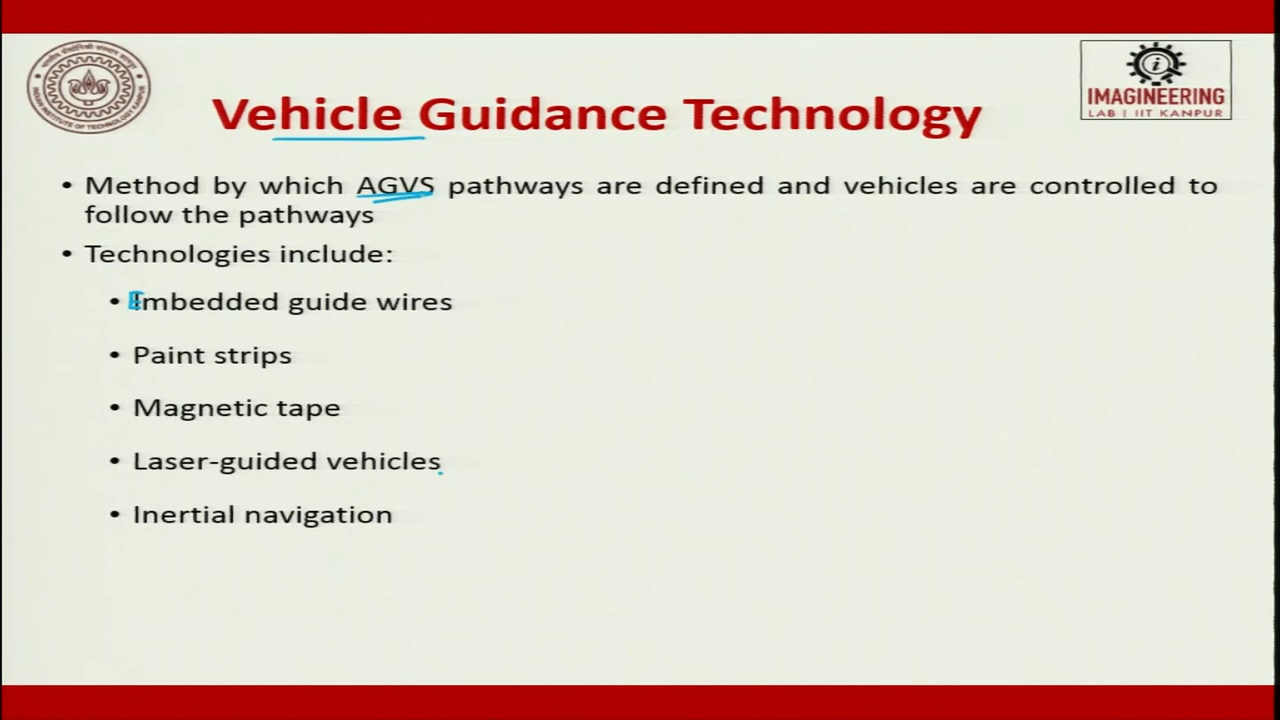 IMAGINEERING
LAB | IIT KANPUR
Vehicle Guidance Technology
• Method by which AGVS pathways are defined and vehicles are controlled to
follow the pathways
• Technologies include:
• Embedded guide wires
• Paint strips
• Magnetic tape
• Laser-guided vehicles
• Inertial navigation